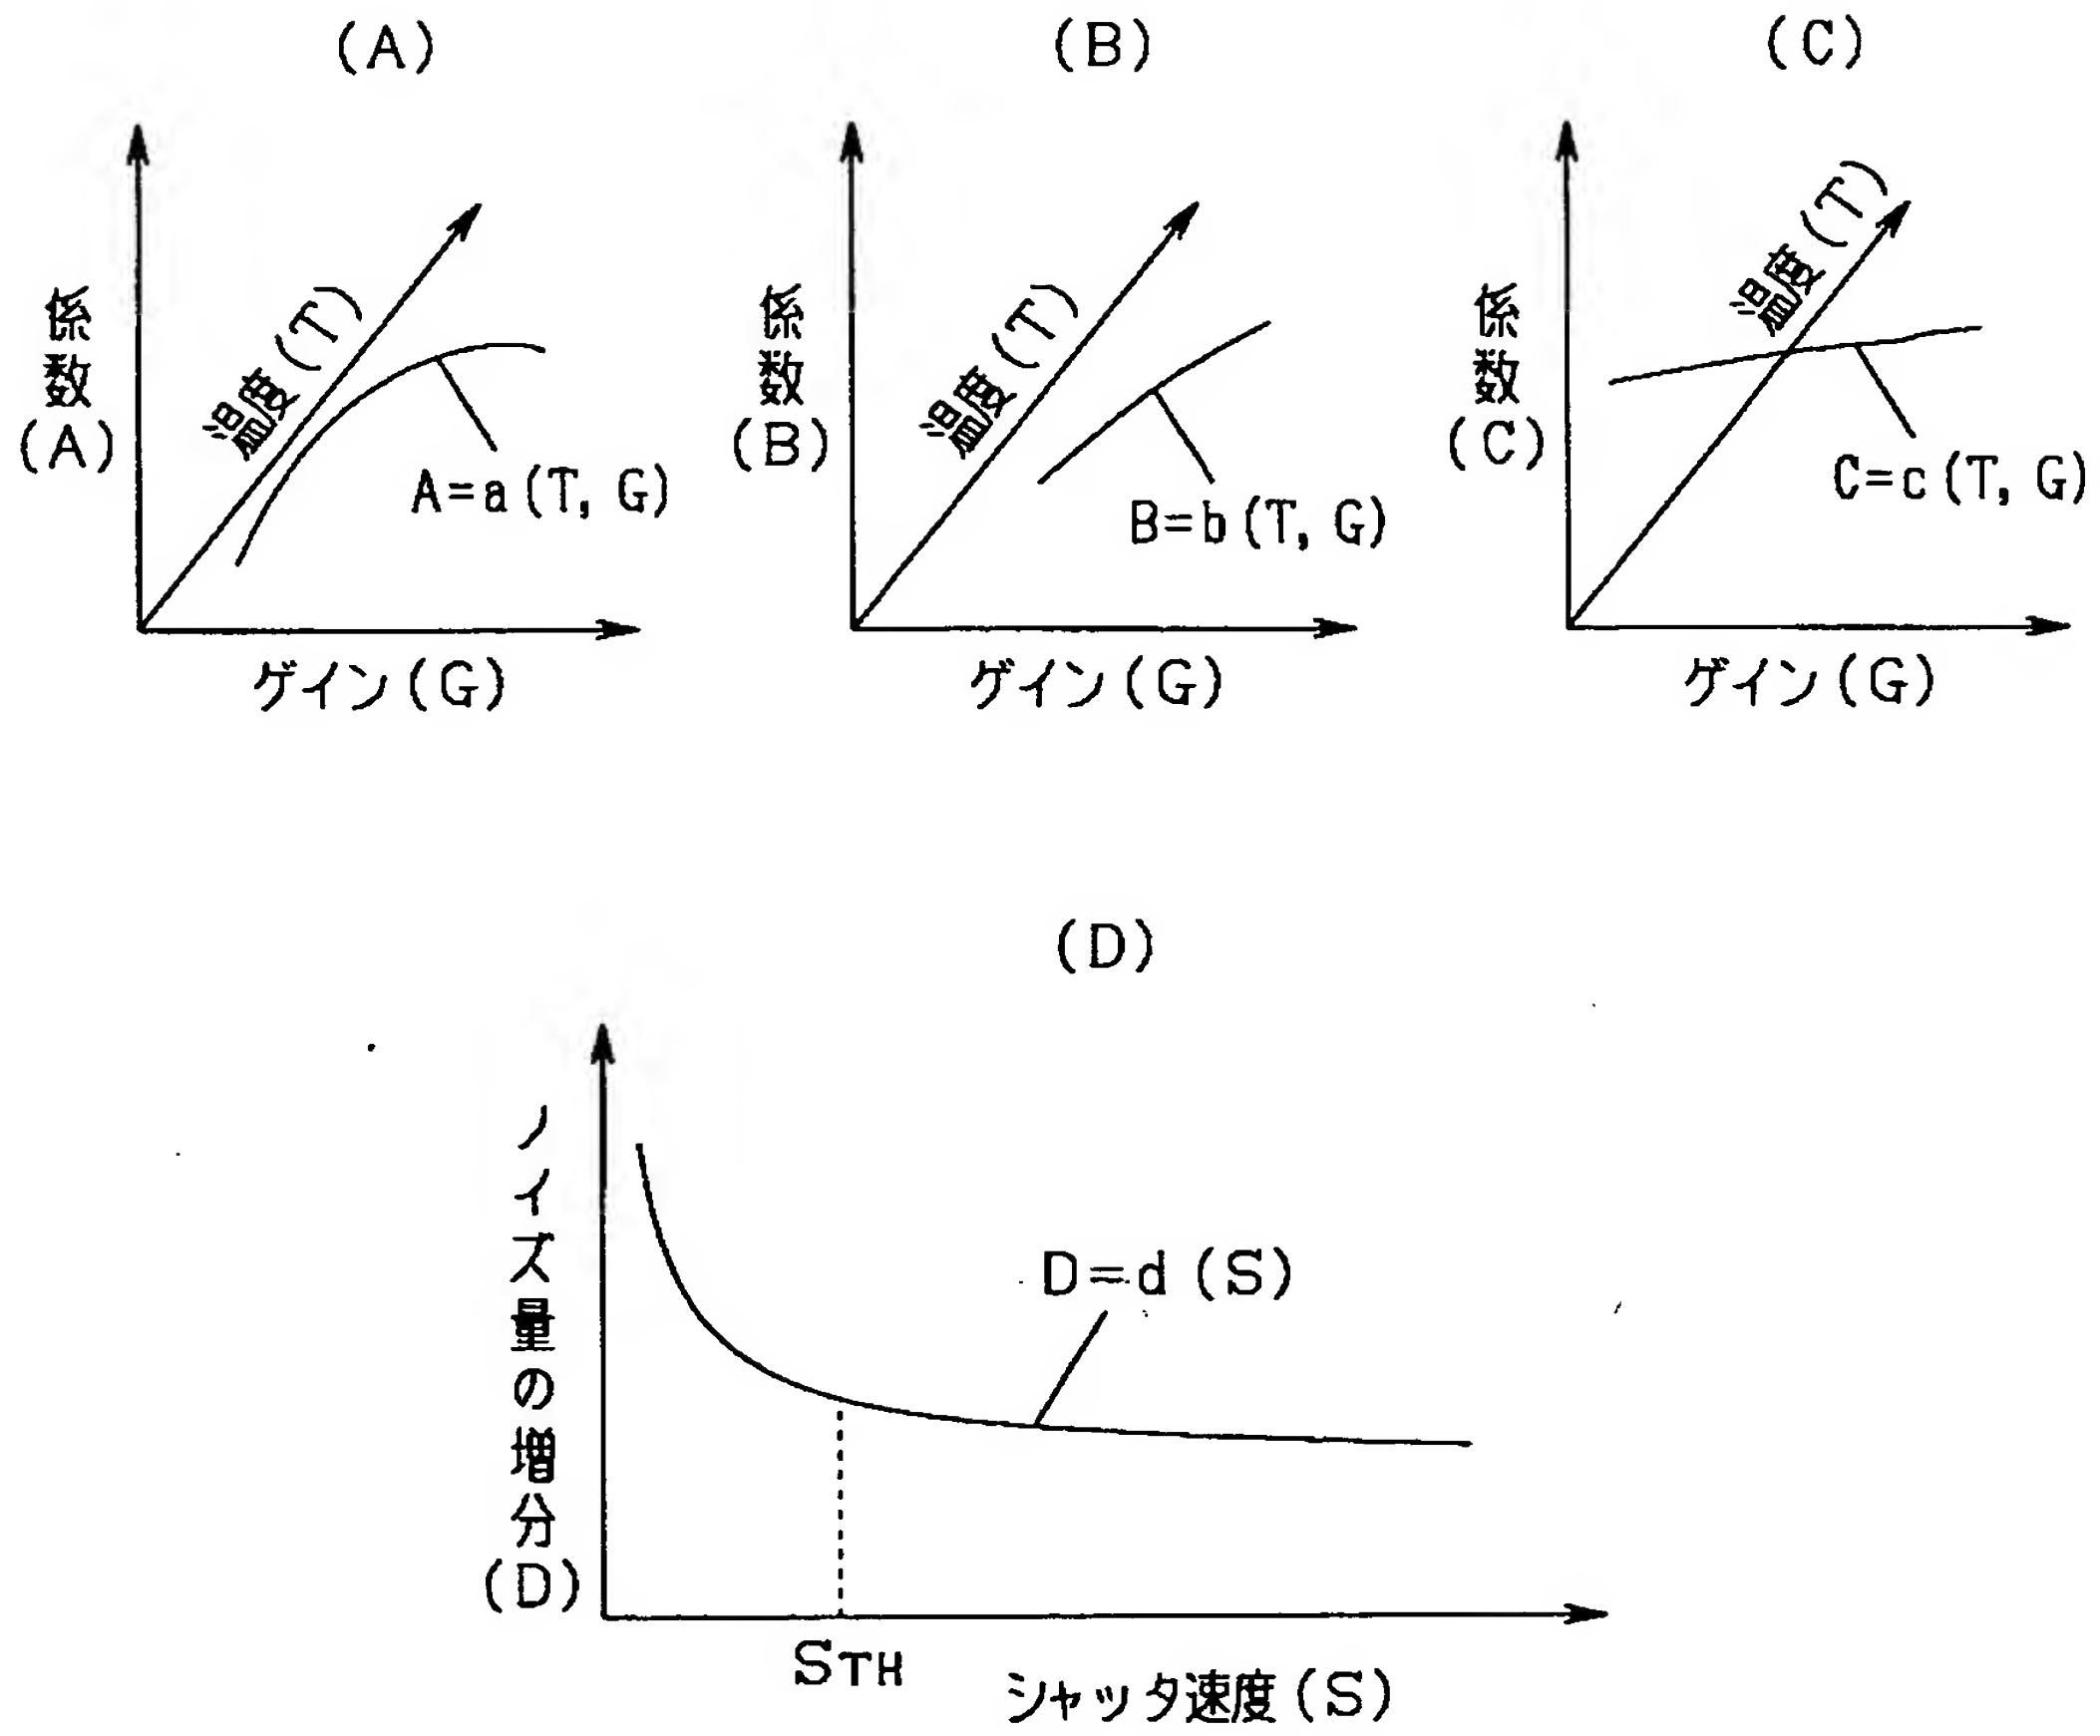 (A)
係数(A)
温度(T)
A=a(T, G)
ゲイン(G)
(B)
係数(B)
温度(T)
B=b(T, G)
ゲイン(G)
(C)
係数(C)
温度(T)
C=c(T, G)
ゲイン(G)
(D)
ノイズ量の増分(D)
D=d(S)
STH
シャッタ速度(S)